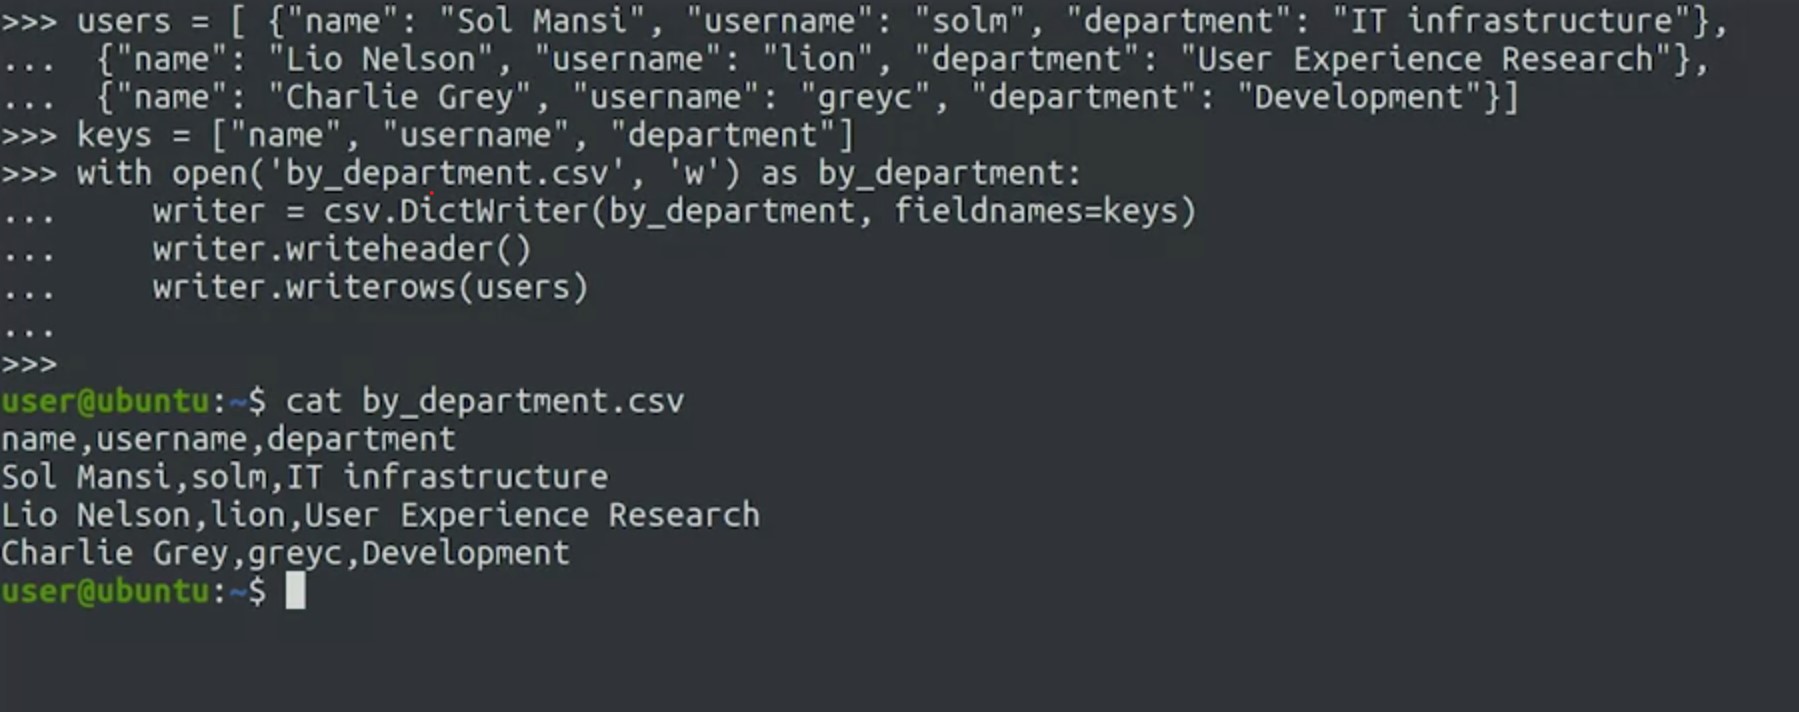 >>> users = [ {"name": "Sol Mansi", "username": "solm", "department": "IT infrastructure"},
...  {"name": "Lio Nelson", "username": "lion", "department": "User Experience Research"},
...  {"name": "Charlie Grey", "username": "greyc", "department": "Development"}]
>>> keys = ["name", "username", "department"]
>>> with open('by_department.csv', 'w') as by_department:
...     writer = csv.DictWriter(by_department, fieldnames=keys)
...     writer.writeheader()
...     writer.writerows(users)
...
>>>
user@ubuntu:~$ cat by_department.csv
name,username,department
Sol Mansi,solm,IT infrastructure
Lio Nelson,lion,User Experience Research
Charlie Grey,greyc,Development
user@ubuntu:~$